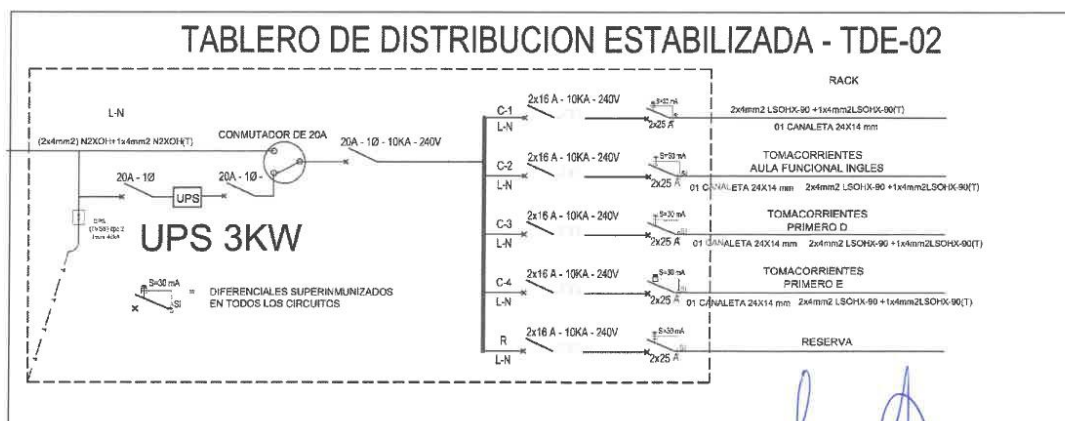 TABLERO DE DISTRIBUCION ESTABILIZADA - TDE-02
L-N
(2x4mm2) N2XOH+1x4mm2 N2XOH(T)
CONMUTADOR DE 20A
20A - 1Ø - 10KA - 240V
20A - 1Ø
UPS
20A - 1Ø -
UPS 3KW
S=30 mA
SI
=
DIFERENCIALES SUPERINMUNIZADOS
EN TODOS LOS CIRCUITOS
C-1
L-N
2x16 A - 10KA - 240V
S=30 mA
2x25 A
RACK
2x4mm2 LSOHX-90 +1x4mm2LSOHX-90(T)
01 CANALETA 24X14 mm
C-2
L-N
2x16 A - 10KA - 240V
S=30 mA
SI
2x25 A
TOMACORRIENTES
AULA FUNCIONAL INGLES
01 CANALETA 24X14 mm 2x4mm2 LSOHX-90 +1x4mm2LSOHX-90(T)
C-3
L-N
2x16 A - 10KA - 240V
S=30 mA
2x25 A
TOMACORRIENTES
PRIMERO D
01 CANALETA 24X14 mm 2x4mm2 LSOHX-90 +1x4mm2LSOHX-90(T)
C-4
L-N
2x16 A - 10KA - 240V
S=30 mA
SI
2x25 A
TOMACORRIENTES
PRIMERO E
01 CANALETA 24X14 mm 2x4mm2 LSOHX-90 +1x4mm2LSOHX-90(T)
R
L-N
2x16 A - 10KA - 240V
S=30 mA
2x25 A
RESERVA